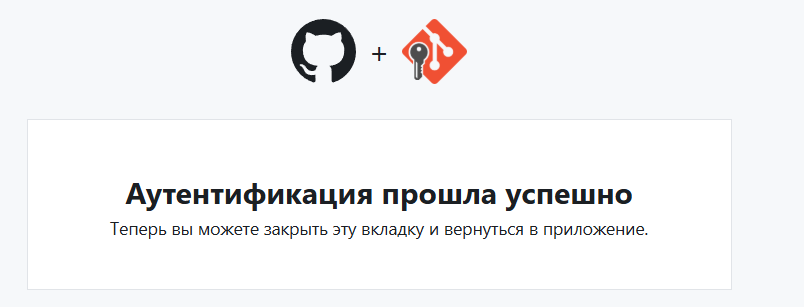 +
Аутентификация прошла успешно
Теперь вы можете закрыть эту вкладку и вернуться в приложение.